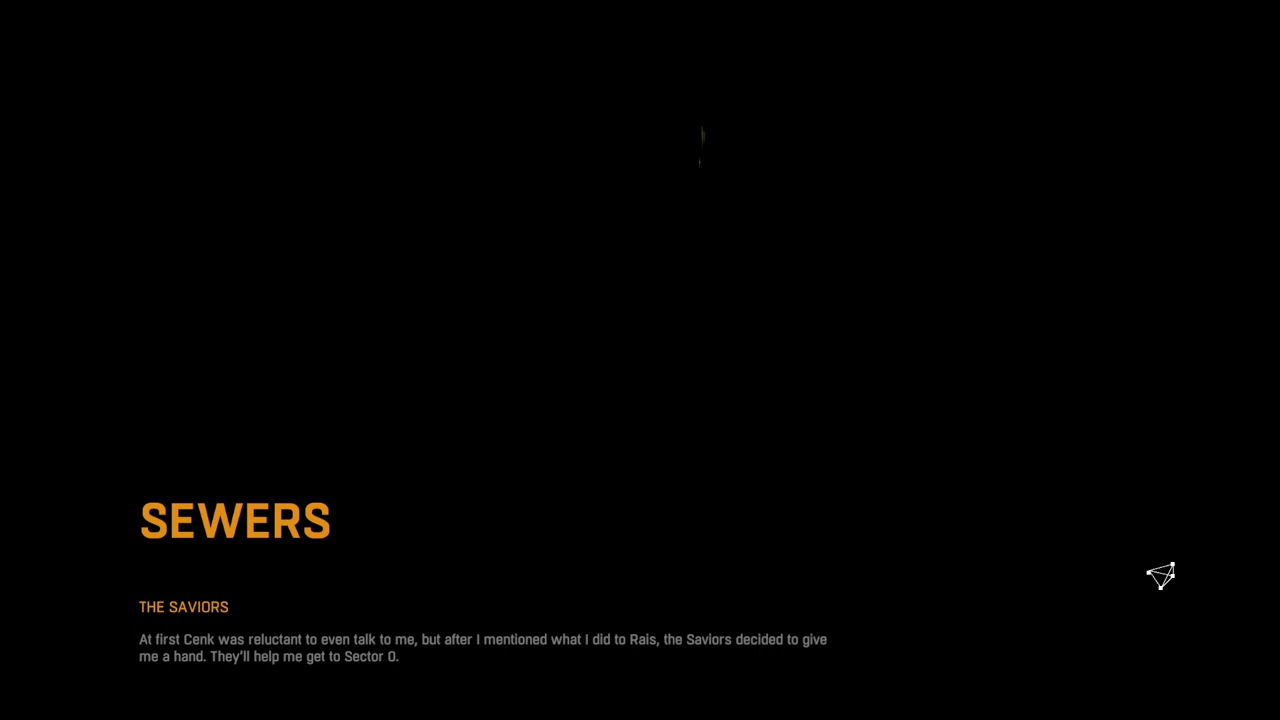 SEWERS
THE SAVIORS
At first Cenk was reluctant to even talk to me, but after I mentioned what I did to Rais, the Saviors decided to give
me a hand. They'll help me get to Sector 0.